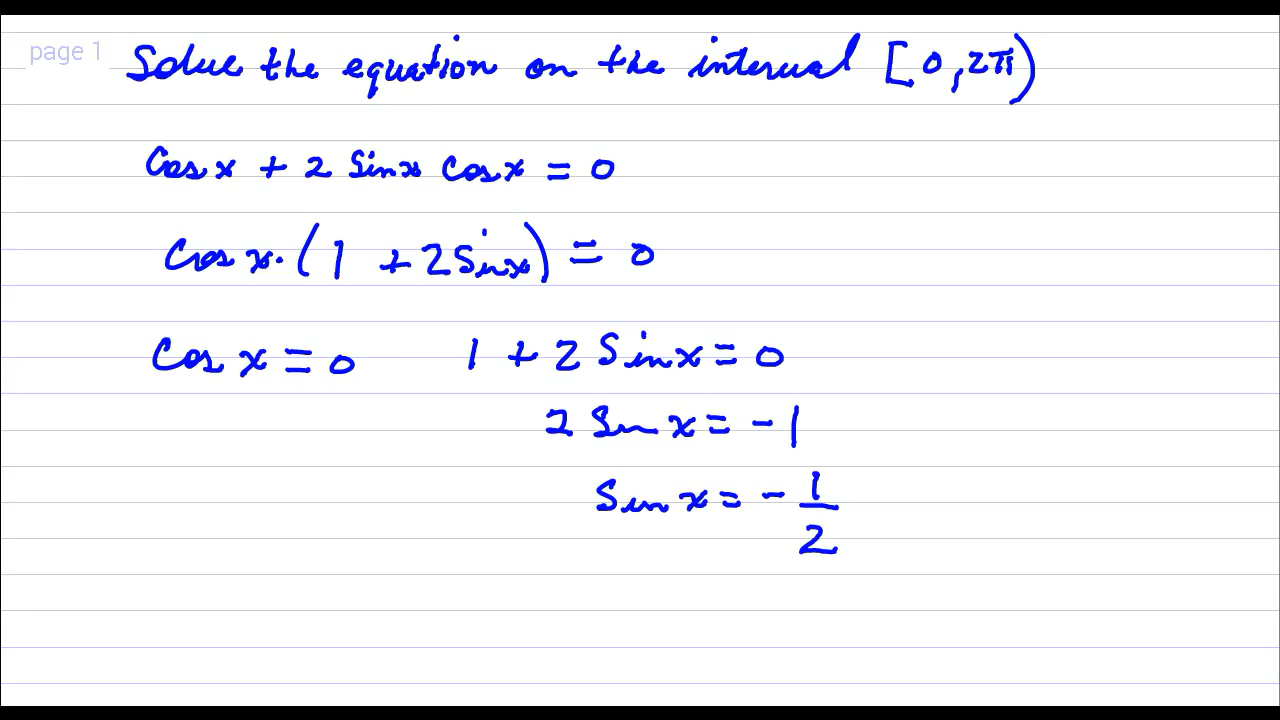 page 1
Solve the equation on the interval [0, 2π)
Cos x + 2 Sin x Cos x = 0
Cos x · (1 + 2 Sin x) = 0
Cos x = 0 1 + 2 Sin x = 0
2 Sin x = -1
Sin x = - 1/2